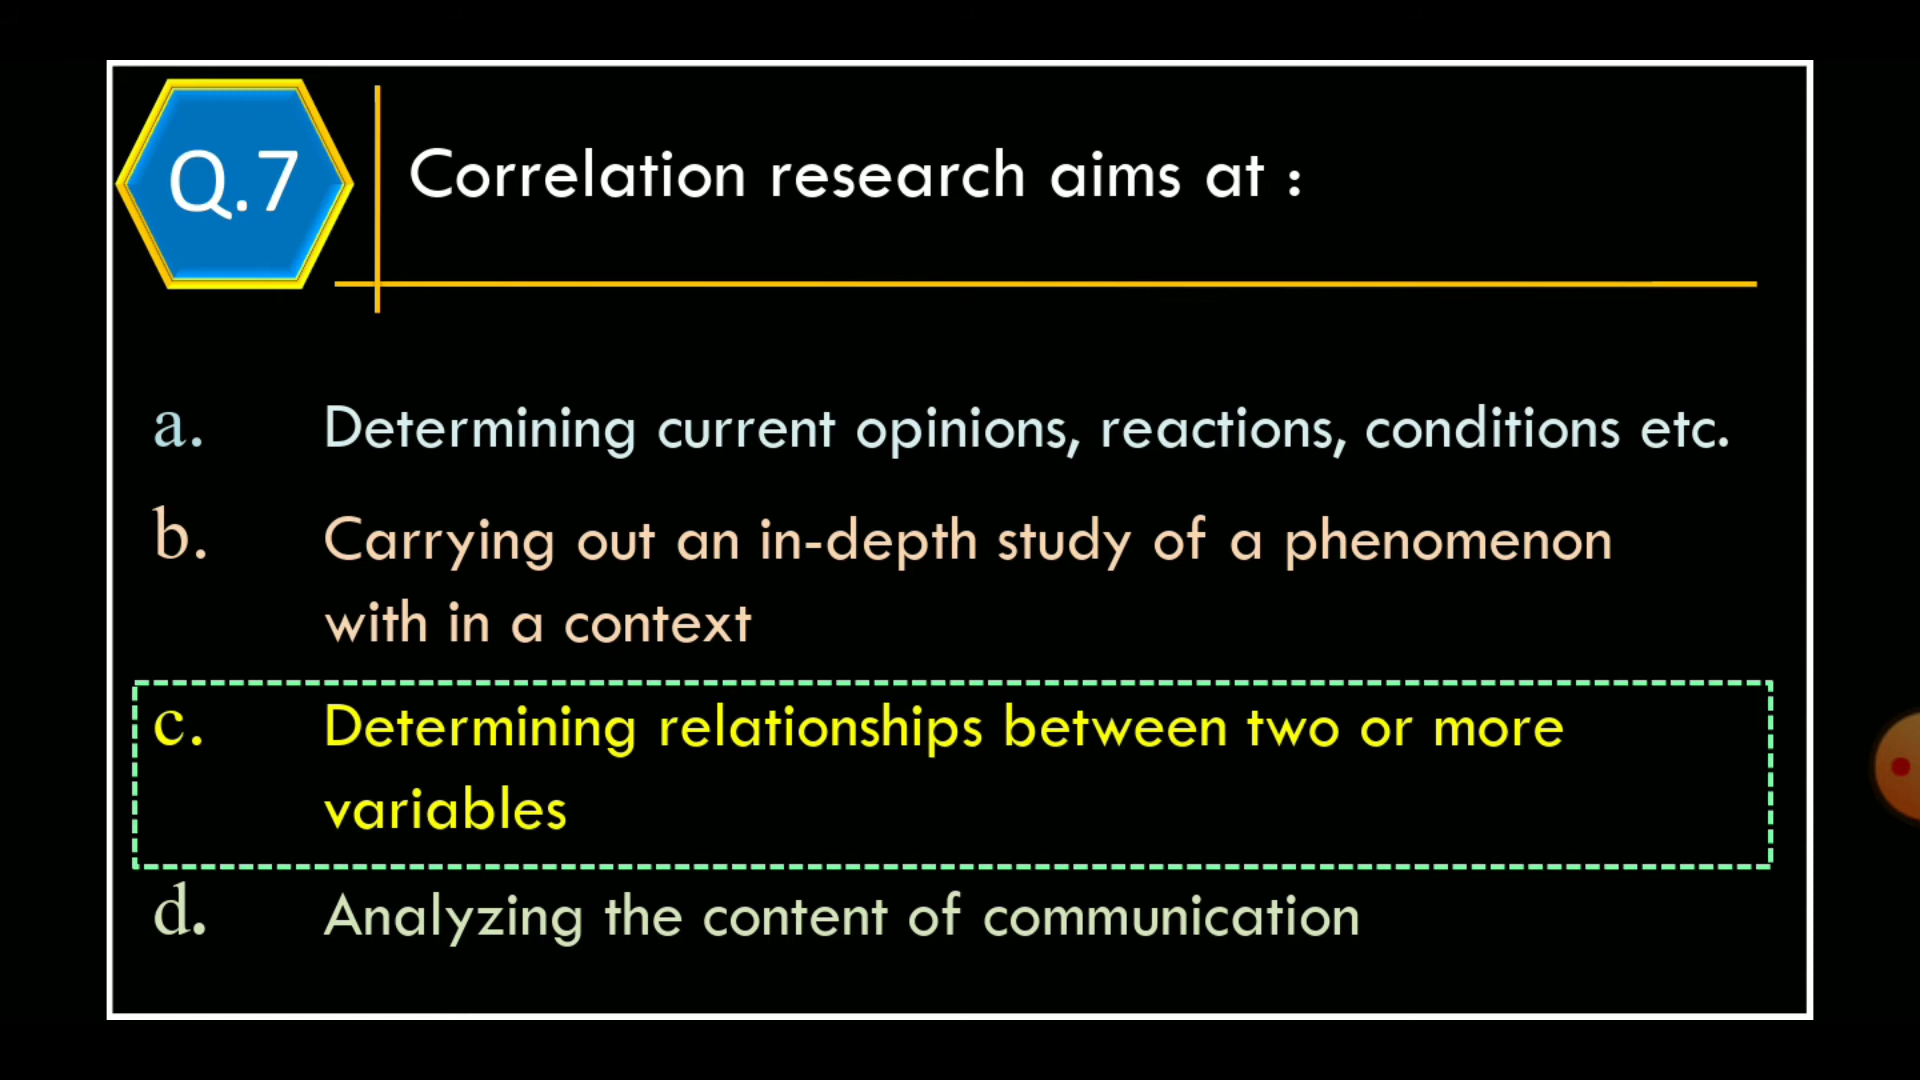 Q.7
Correlation research aims at :
a. Determining current opinions, reactions, conditions etc.
b. Carrying out an in-depth study of a phenomenon
with in a context
c. Determining relationships between two or more
variables
d. Analyzing the content of communication